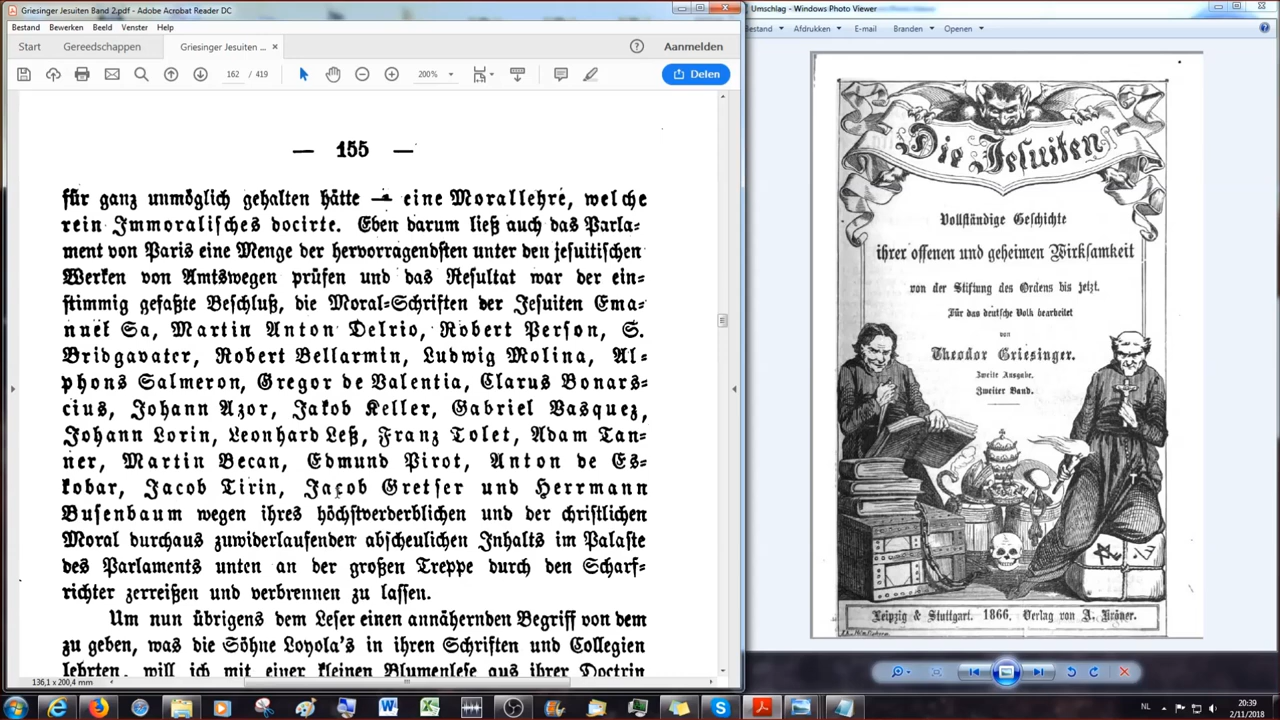 Griesinger Jesuiten Band 2.pdf - Adobe Acrobat Reader DC
Bestand Bewerken Beeld Venster Help
Start Gereedschappen Griesinger Jesuiten ... × ? Aanmelden
162 / 419 200% Delen
— 155 —
für ganz unmöglich gehalten hätte — eine Morallehre, welche
rein Immoralisches docirte. Eben darum ließ auch das Parla-
ment von Paris eine Menge der hervorragendsten unter den jesuitischen
Werken von Amtswegen prüfen und das Resultat war der ein-
stimmig gefaßte Beschluß, die Moral-Schriften der Jesuiten Ema-
nuël Sa, Martin Anton Delrio, Robert Person, S.
Bridgavater, Robert Bellarmin, Ludwig Molina, Al-
phons Salmeron, Gregor de Valentia, Clarus Bonars-
cius, Johann Azor, Jakob Keller, Gabriel Vasquez,
Johann Lorin, Leonhard Leß, Franz Tolet, Adam Tan-
ner, Martin Becan, Edmund Pirot, Anton de Es-
kobar, Jacob Tirin, Jacob Gretser und Herrmann
Busenbaum wegen ihres höchstverderblichen und der christlichen
Moral durchaus zuwiderlaufenden abscheulichen Inhalts im Palaste
des Parlaments unten an der großen Treppe durch den Scharf-
richter zerreißen und verbrennen zu lassen.
Um nun übrigens dem Leser einen annähernden Begriff von dem
zu geben, was die Söhne Loyola's in ihren Schriften und Collegien
lehrten, will ich mit einer kleinen Blumenlese aus ihrer Doctrin
136,1 x 200,4 mm
Umschlag - Windows Photo Viewer
Bestand Afdrukken E-mail Branden Openen
Die Jesuiten
Vollständige Geschichte
ihrer offenen und geheimen Wirksamkeit
von der Stiftung des Ordens bis jetzt.
Für das deutsche Volk bearbeitet
von
Theodor Griesinger.
Zweite Ausgabe.
Zweiter Band.
Leipzig & Stuttgart. 1866. Verlag von A. Kröner.
NL
20:39
2/11/2018